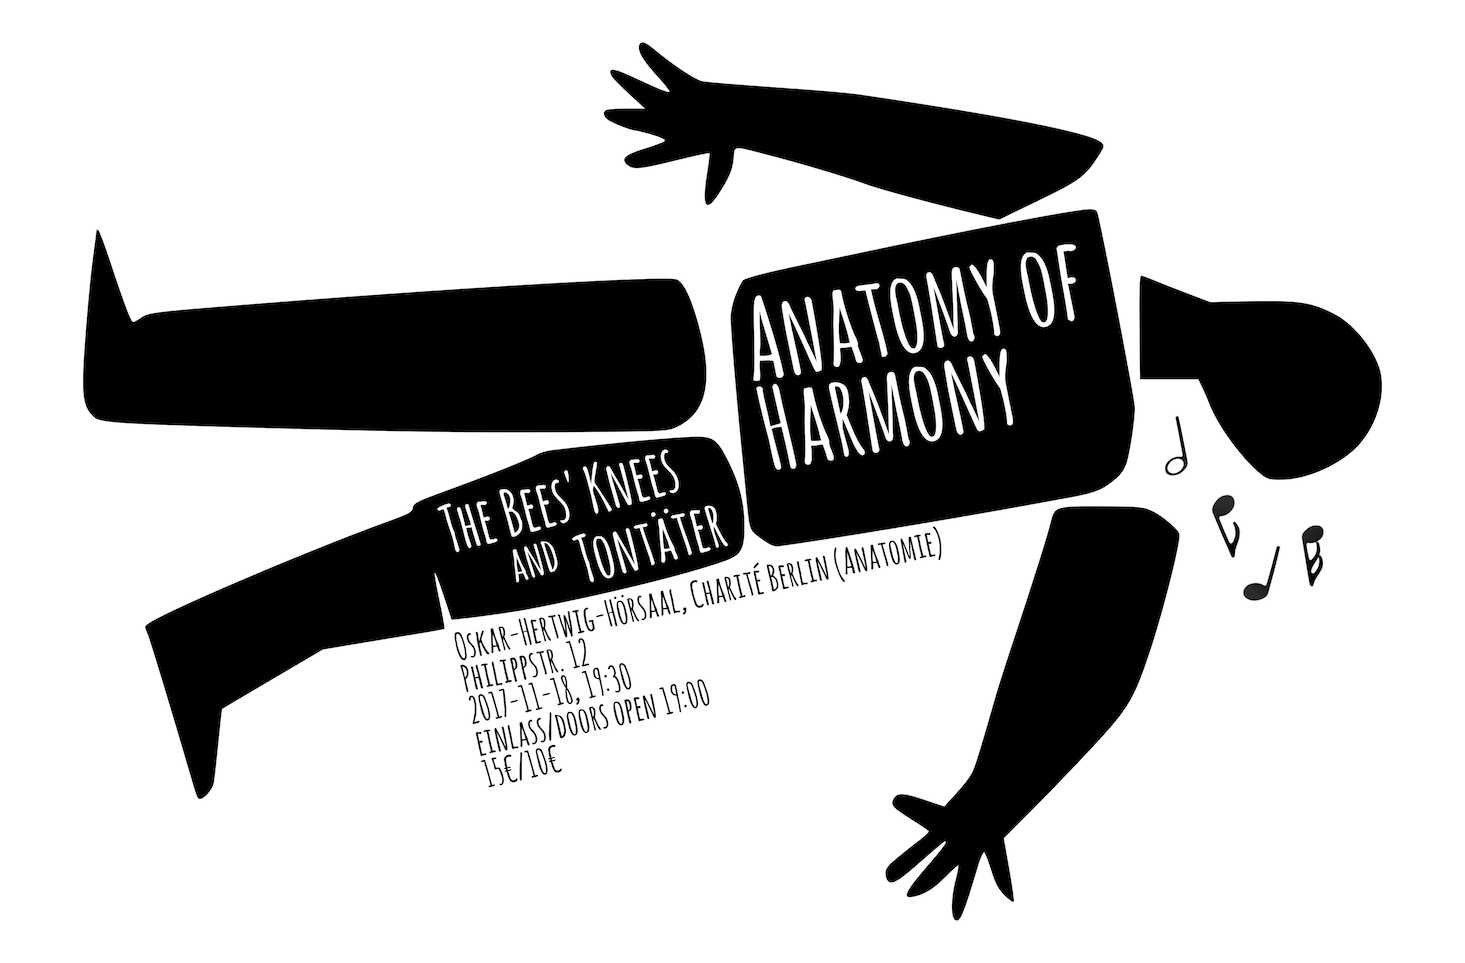 Anatomy of
Harmony
The Bees' Knees
and Tontäter
Oskar-Hertwig-Hörsaal, Charité Berlin (Anatomie)
Philippstr. 12
2017-11-18, 19:30
einlass/doors open 19:00
15€/10€